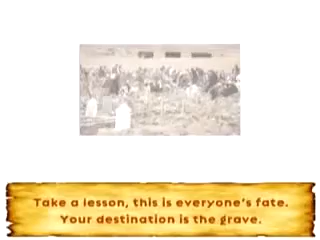 Take a lesson, this is everyone's fate.
Your destination is the grave.